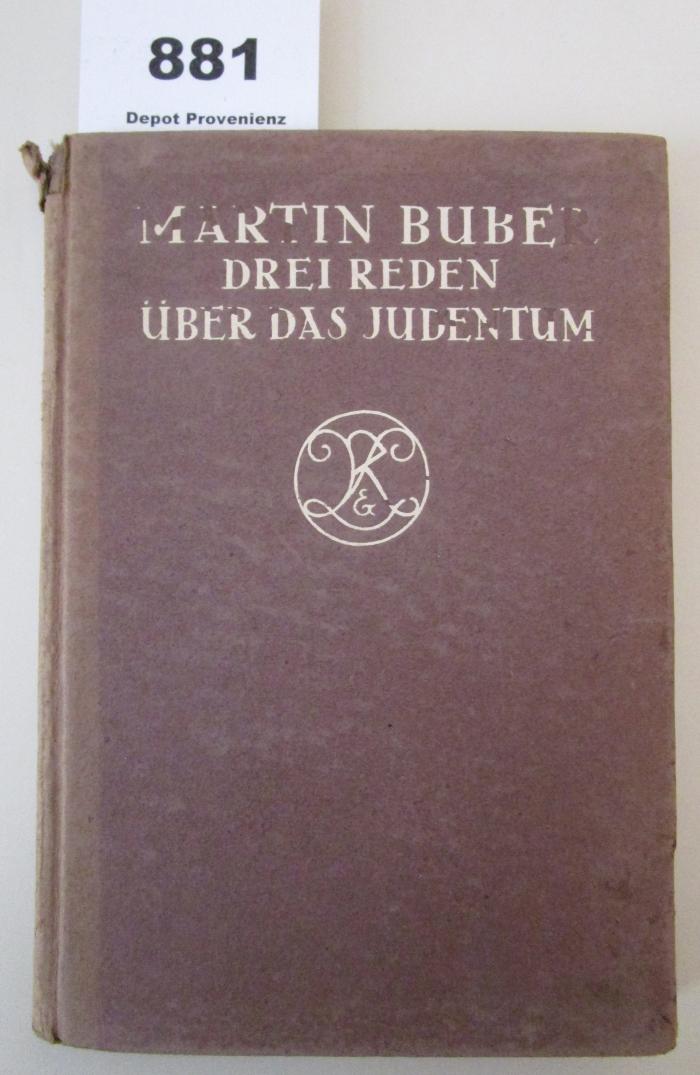 881
Depot Provenienz
MARTIN BUBER
DREI REDEN
ÜBER DAS JUDENTUM